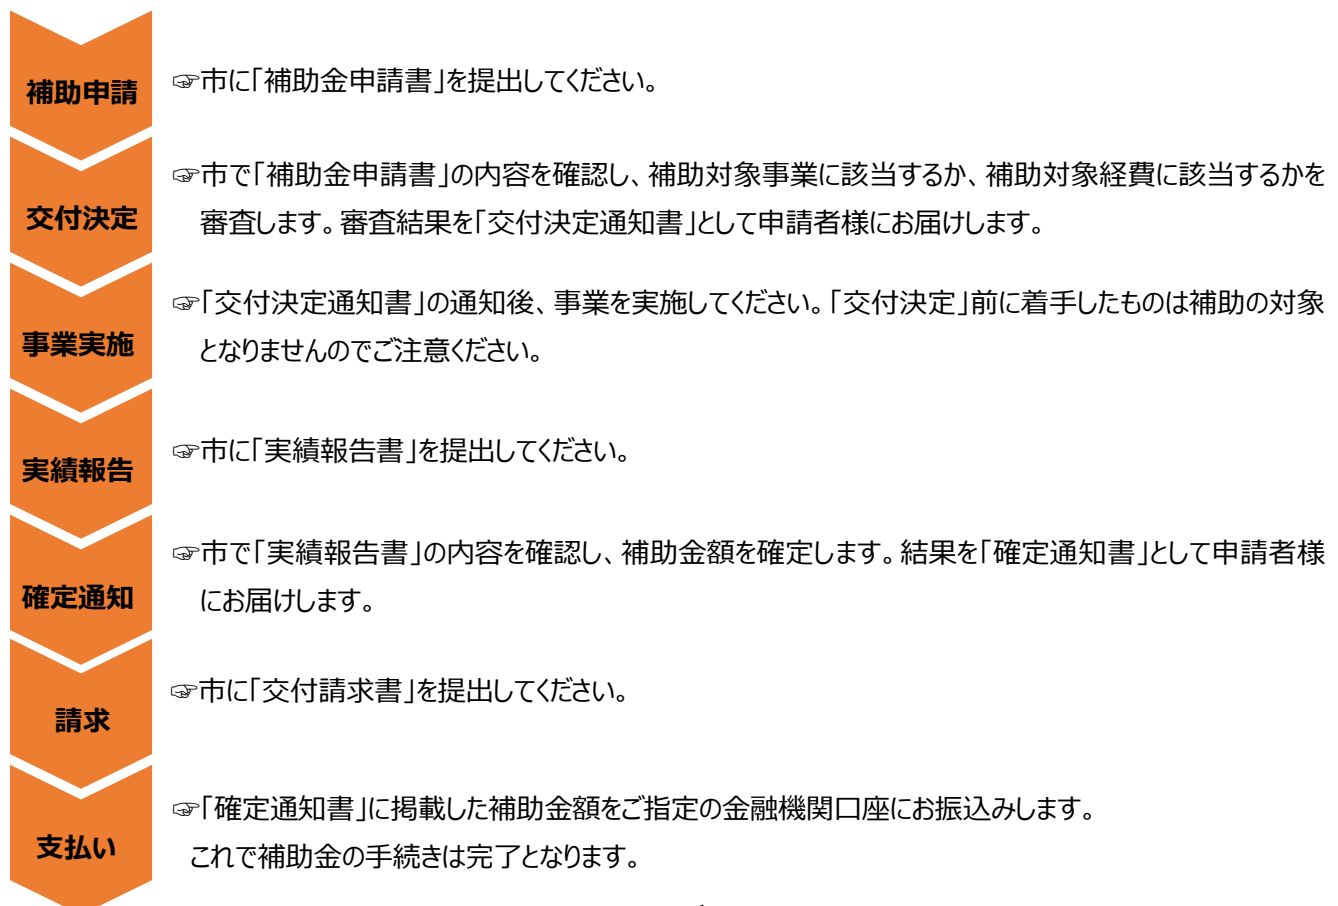 補助申請
☞市に「補助金申請書」を提出してください。
交付決定
☞市で「補助金申請書」の内容を確認し、補助対象事業に該当するか、補助対象経費に該当するかを
審査します。審査結果を「交付決定通知書」として申請者様にお届けします。
事業実施
☞「交付決定通知書」の通知後、事業を実施してください。「交付決定」前に着手したものは補助の対象
となりませんのでご注意ください。
実績報告
☞市に「実績報告書」を提出してください。
確定通知
☞市で「実績報告書」の内容を確認し、補助金額を確定します。結果を「確定通知書」として申請者様
にお届けします。
請求
☞市に「交付請求書」を提出してください。
支払い
☞「確定通知書」に掲載した補助金額をご指定の金融機関口座にお振込みします。
これで補助金の手続きは完了となります。